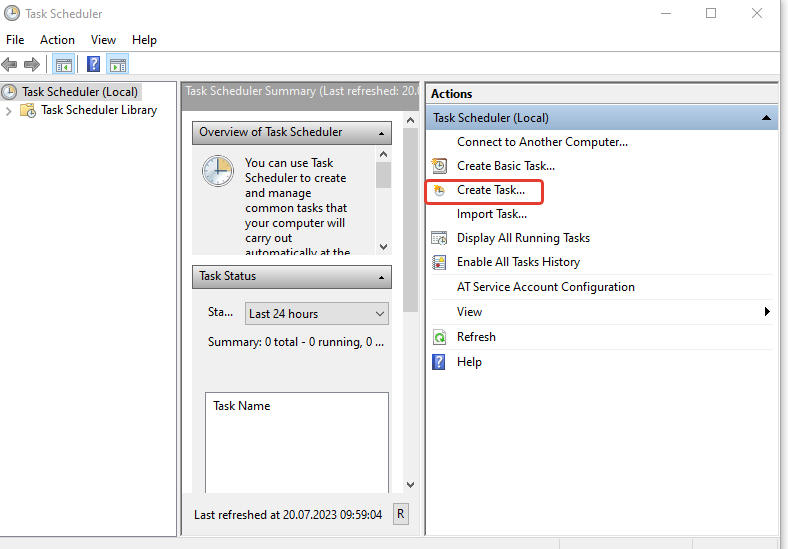 Task Scheduler
File Action View Help
Task Scheduler (Local)
Task Scheduler Library
Task Scheduler Summary (Last refreshed: 20.0
Overview of Task Scheduler
You can use Task
Scheduler to create
and manage
common tasks that
your computer will
carry out
automatically at the
Task Status
Sta...
Last 24 hours
Summary: 0 total - 0 running, 0 ...
Task Name
Last refreshed at 20.07.2023 09:59:04
R
Actions
Task Scheduler (Local)
Connect to Another Computer...
Create Basic Task...
Create Task...
Import Task...
Display All Running Tasks
Enable All Tasks History
AT Service Account Configuration
View
Refresh
Help